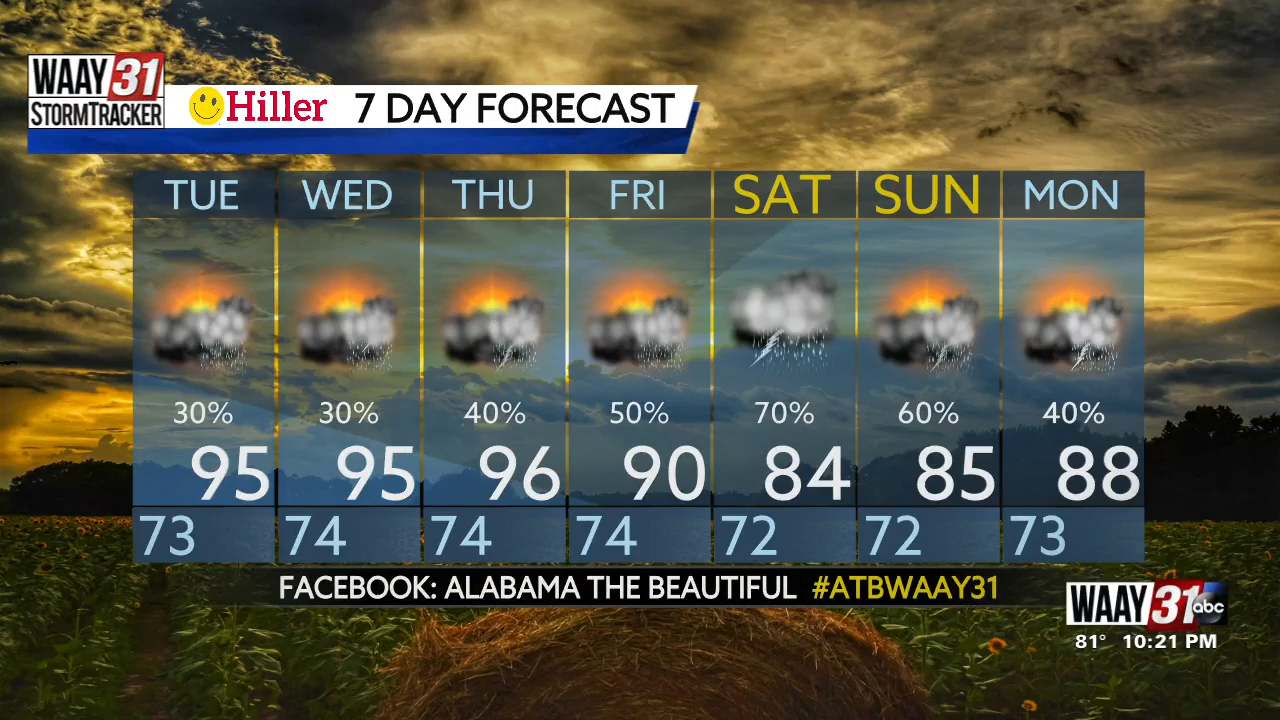 WAAY 31
STORMTRACKER
Hiller 7 DAY FORECAST
TUE WED THU FRI SAT SUN MON
30% 30% 40% 50% 70% 60% 40%
95 95 96 90 84 85 88
73 74 74 74 72 72 73
FACEBOOK: ALABAMA THE BEAUTIFUL #ATBWAAY31
WAAY 31 abc
81° 10:21 PM